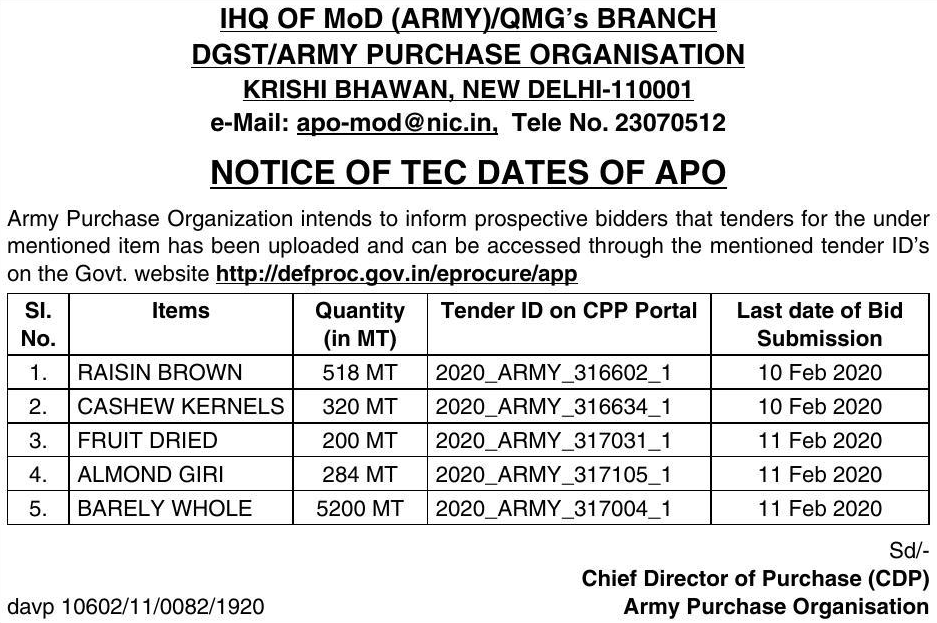 IHQ OF MoD (ARMY)/QMG's BRANCH
DGST/ARMY PURCHASE ORGANISATION
KRISHI BHAWAN, NEW DELHI-110001
e-Mail: apo-mod@nic.in, Tele No. 23070512
NOTICE OF TEC DATES OF APO
Army Purchase Organization intends to inform prospective bidders that tenders for the under
mentioned item has been uploaded and can be accessed through the mentioned tender ID's
on the Govt. website http://defproc.gov.in/eprocure/app
Sl. No. Items Quantity (in MT) Tender ID on CPP Portal Last date of Bid Submission
1. RAISIN BROWN 518 MT 2020_ARMY_316602_1 10 Feb 2020
2. CASHEW KERNELS 320 MT 2020_ARMY_316634_1 10 Feb 2020
3. FRUIT DRIED 200 MT 2020_ARMY_317031_1 11 Feb 2020
4. ALMOND GIRI 284 MT 2020_ARMY_317105_1 11 Feb 2020
5. BARELY WHOLE 5200 MT 2020_ARMY_317004_1 11 Feb 2020
Sd/-
Chief Director of Purchase (CDP)
davp 10602/11/0082/1920 Army Purchase Organisation